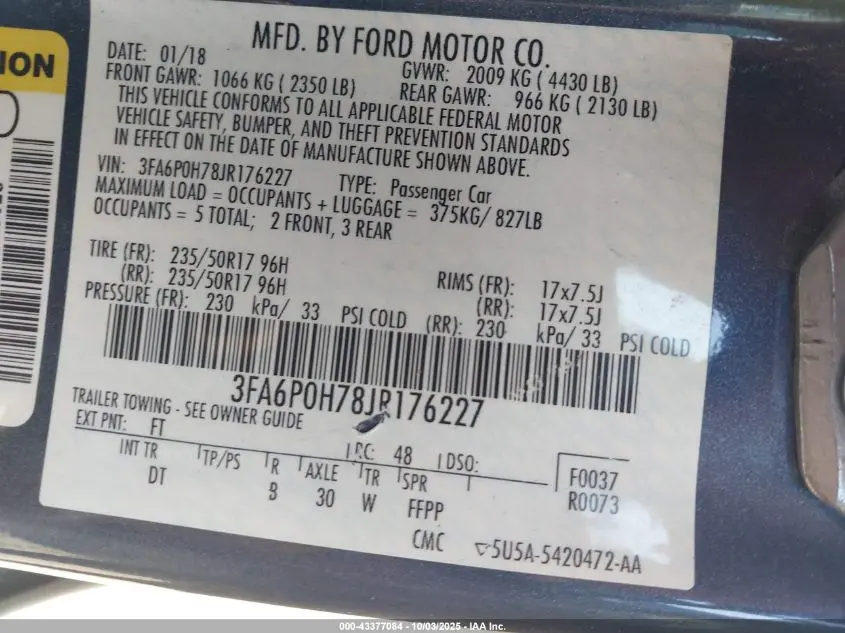 NION
MFD. BY FORD MOTOR CO.
DATE: 01/18
GVWR: 2009 KG ( 4430 LB)
FRONT GAWR: 1066 KG ( 2350 LB)
REAR GAWR: 966 KG ( 2130 LB)
THIS VEHICLE CONFORMS TO ALL APPLICABLE FEDERAL MOTOR
VEHICLE SAFETY, BUMPER, AND THEFT PREVENTION STANDARDS
IN EFFECT ON THE DATE OF MANUFACTURE SHOWN ABOVE.
VIN: 3FA6P0H78JR176227
TYPE: Passenger Car
MAXIMUM LOAD = OCCUPANTS + LUGGAGE = 375KG/ 827LB
OCCUPANTS = 5 TOTAL; 2 FRONT, 3 REAR
TIRE (FR): 235/50R17 96H
RIMS (FR): 17x7.5J
(RR): 235/50R17 96H
(RR): 17x7.5J
PRESSURE (FR): 230 kPa/ 33 PSI COLD (RR): 230 kPa/ 33 PSI COLD
3FA6P0H78JR176227
TRAILER TOWING - SEE OWNER GUIDE
EXT PNT: FT RC: 48 DSO:
INT TR TP/PS R AXLE TR SPR
F0037
DT B 30 W FFPP
R0073
CMC 5U5A-5420472-AA
000-43377084 - 10/03/2025 - IAA Inc.